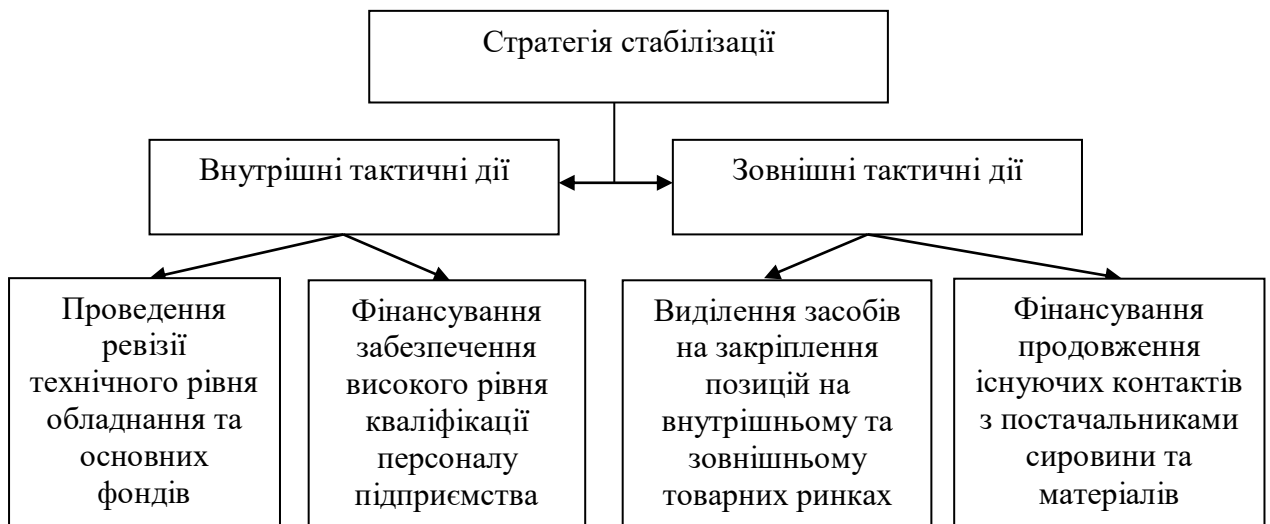 Стратегія стабілізації
Внутрішні тактичні дії
Зовнішні тактичні дії
Проведення
ревізії
технічного рівня
обладнання та
основних
фондів
Фінансування
забезпечення
високого рівня
кваліфікації
персоналу
підприємства
Виділення засобів
на закріплення
позицій на
внутрішньому та
зовнішньому
товарних ринках
Фінансування
продовження
існуючих контактів
з постачальниками
сировини та
матеріалів